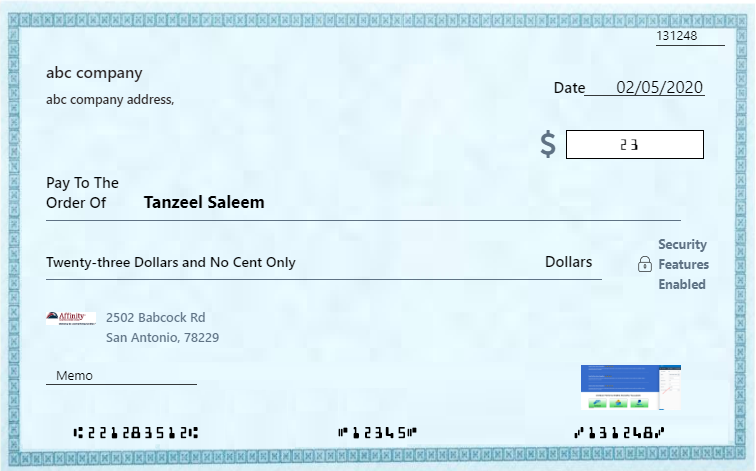 131248
abc company
abc company address,
Date 02/05/2020
$ 23
Pay To The
Order Of Tanzeel Saleem
Twenty-three Dollars and No Cent Only Dollars
Security
Features
Enabled
Affinity
2502 Babcock Rd
San Antonio, 78229
Memo
⑆221283512⑆ ⑈12345⑈ ⑇131248⑇